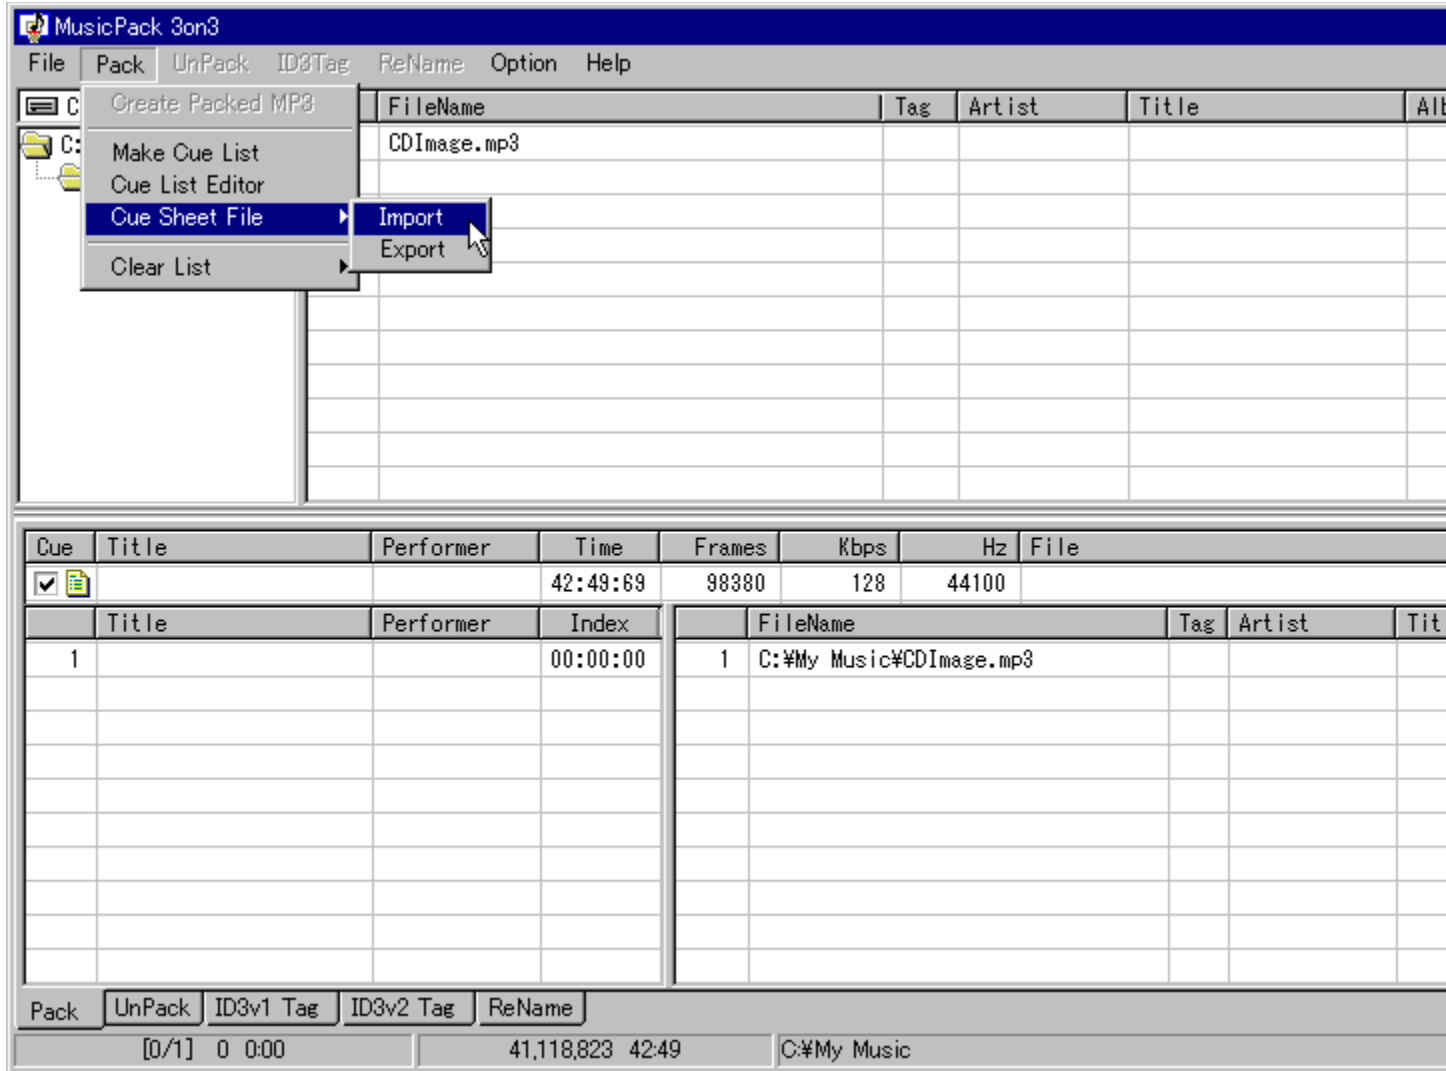 MusicPack 3on3
File Pack UnPack ID3Tag ReName Option Help
C
Create Packed MP3
FileName Tag Artist Title Alb
C:
Make Cue List
CDImage.mp3
Cue List Editor
Cue Sheet File
Import
Export
Clear List
Cue Title Performer Time Frames Kbps Hz File
42:49:69 98380 128 44100
Title Performer Index FileName Tag Artist Tit
1 00:00:00 1 C:¥My Music¥CDImage.mp3
Pack UnPack ID3v1 Tag ID3v2 Tag ReName
[0/1] 0 0:00 41,118,823 42:49 C:¥My Music